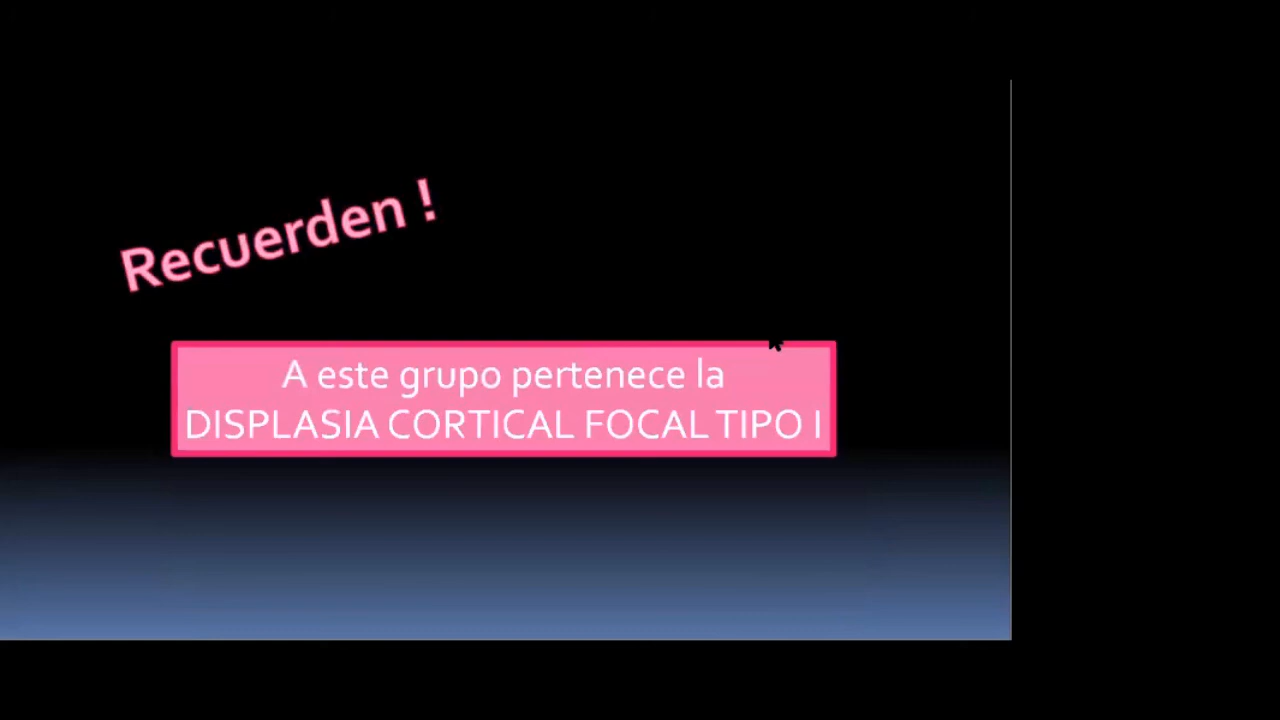 Recuerden !
A este grupo pertenece la
DISPLASIA CORTICAL FOCAL TIPO I